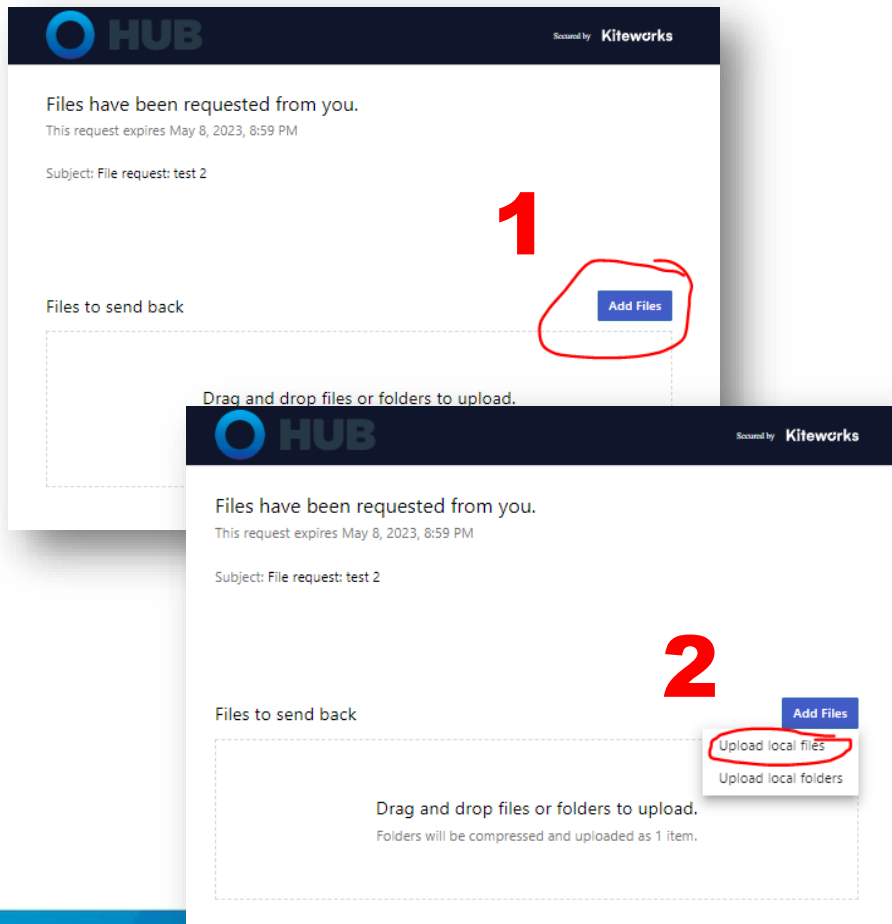 HUB
Secured by Kiteworks
Files have been requested from you.
This request expires May 8, 2023, 8:59 PM
Subject: File request: test 2
1
Files to send back
Add Files
Drag and drop files or folders to upload.
HUB
Secured by Kiteworks
Files have been requested from you.
This request expires May 8, 2023, 8:59 PM
Subject: File request: test 2
2
Files to send back
Add Files
Upload local files
Upload local folders
Drag and drop files or folders to upload.
Folders will be compressed and uploaded as 1 item.